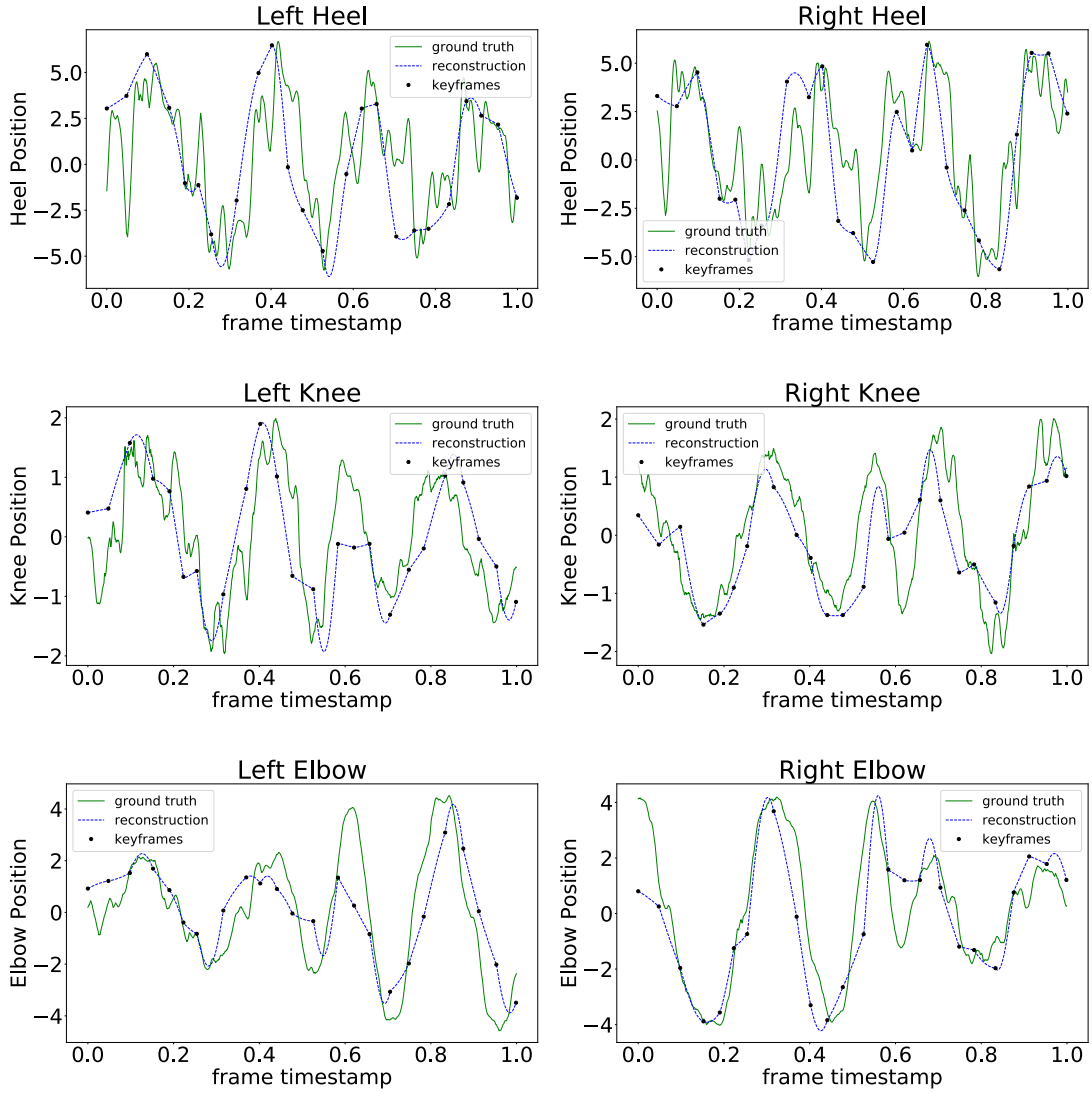 Left Heel
Heel Position
5.0
2.5
0.0
−2.5
−5.0
ground truth
reconstruction
keyframes
0.0 0.2 0.4 0.6 0.8 1.0
frame timestamp
Right Heel
Heel Position
5.0
2.5
0.0
−2.5
−5.0
ground truth
reconstruction
keyframes
0.0 0.2 0.4 0.6 0.8 1.0
frame timestamp
Left Knee
Knee Position
2
1
0
−1
−2
ground truth
reconstruction
keyframes
0.0 0.2 0.4 0.6 0.8 1.0
frame timestamp
Right Knee
Knee Position
2
1
0
−1
−2
ground truth
reconstruction
keyframes
0.0 0.2 0.4 0.6 0.8 1.0
frame timestamp
Left Elbow
Elbow Position
4
2
0
−2
−4
ground truth
reconstruction
keyframes
0.0 0.2 0.4 0.6 0.8 1.0
frame timestamp
Right Elbow
Elbow Position
4
2
0
−2
−4
ground truth
reconstruction
keyframes
0.0 0.2 0.4 0.6 0.8 1.0
frame timestamp